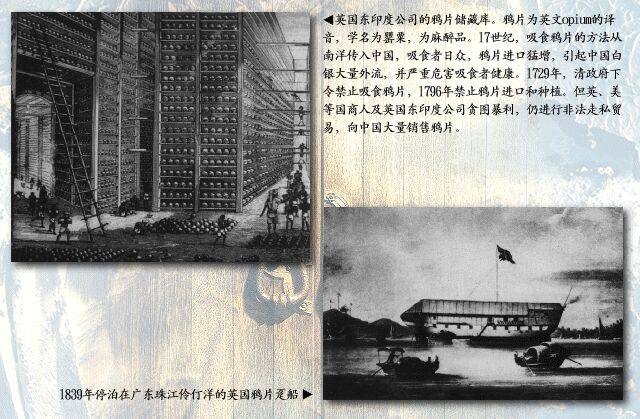 ◀英国东印度公司的鸦片储藏库。鸦片为英文opium的译
音，学名为罂粟，为麻醉品。17世纪，吸食鸦片的方法从
南洋传入中国，吸食者日众，鸦片进口猛增，引起中国白
银大量外流，并严重危害吸食者健康。1729年，清政府下
令禁止吸食鸦片，1796年禁止鸦片进口和种植。但英、美
等国商人及英国东印度公司贪图暴利，仍进行非法走私贸
易，向中国大量销售鸦片。
1839年停泊在广东珠江伶仃洋的英国鸦片趸船▶